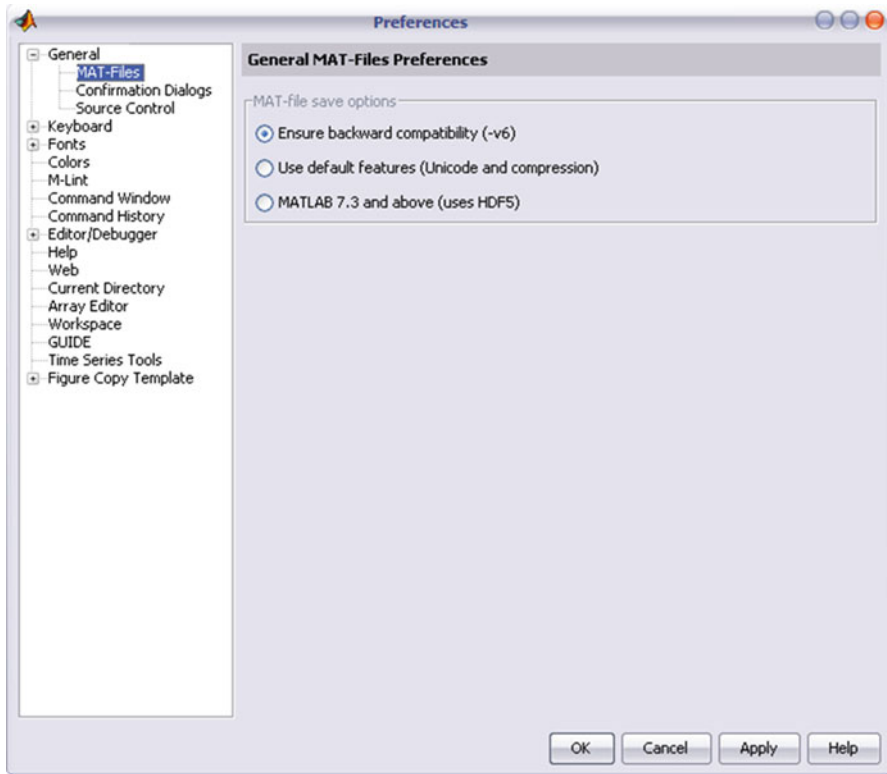 Preferences
General
MAT-Files
Confirmation Dialogs
Source Control
Keyboard
Fonts
Colors
M-Lint
Command Window
Command History
Editor/Debugger
Help
Web
Current Directory
Array Editor
Workspace
GUIDE
Time Series Tools
Figure Copy Template
General MAT-Files Preferences
MAT-file save options
Ensure backward compatibility (-v6)
Use default features (Unicode and compression)
MATLAB 7.3 and above (uses HDF5)
OK Cancel Apply Help